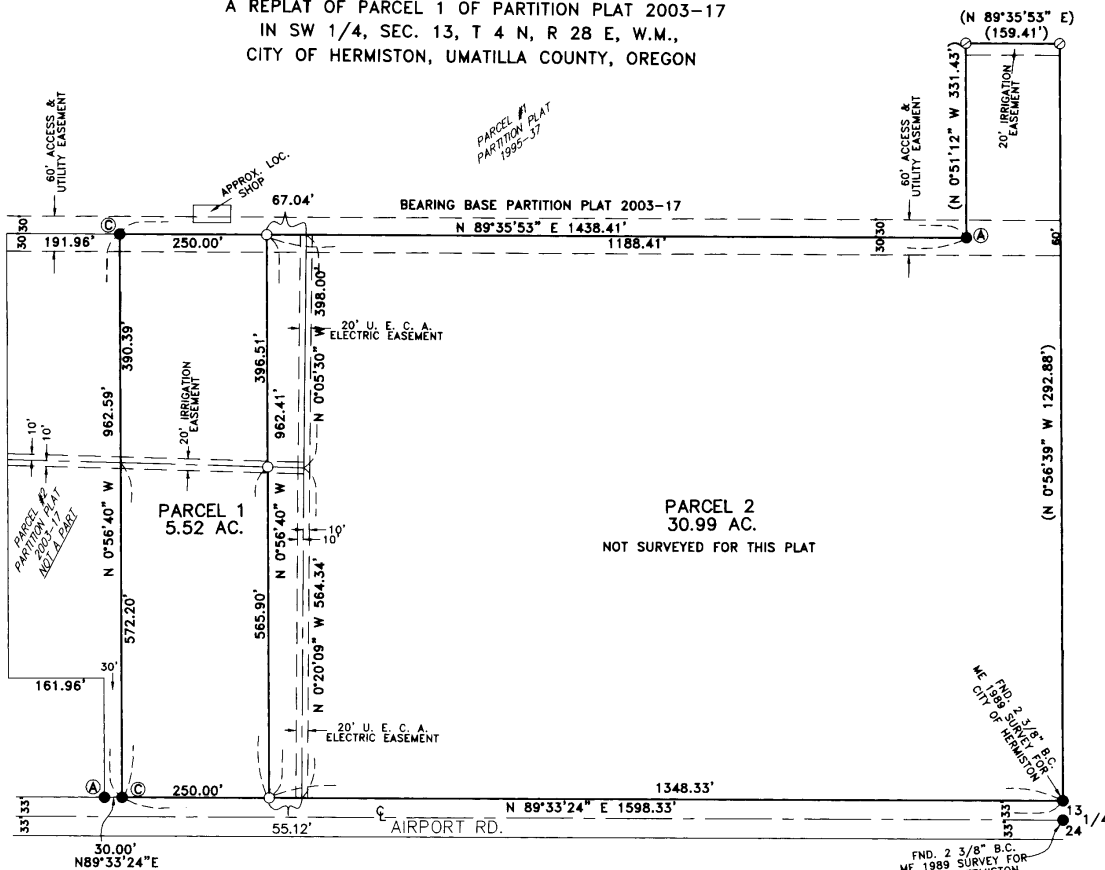 A REPLAT OF PARCEL 1 OF PARTITION PLAT 2003-17
IN SW 1/4, SEC. 13, T 4 N, R 28 E, W.M.,
CITY OF HERMISTON, UMATILLA COUNTY, OREGON
(N 89°35'53" E)
(159.41')
(N 0°51'12" W 331.43')
20' IRRIGATION
EASEMENT
60' ACCESS &
UTILITY EASEMENT
PARCEL #1
PARTITION PLAT
1995-37
60' ACCESS &
UTILITY EASEMENT
APPROX. LOC.
SHOP
67.04'
BEARING BASE PARTITION PLAT 2003-17
N 89°35'53" E 1438.41'
30'30'
191.96'
C
250.00'
1188.41'
30'30'
A
60'
390.39'
962.59'
N 0°56'40" W
572.20'
20' IRRIGATION
EASEMENT
396.51'
962.41'
N 0°56'40" W
565.90'
N 0°05'30" W 398.00'
20' U. E. C. A.
ELECTRIC EASEMENT
(N 0°56'39" W 1292.88')
10'
10'
PARCEL #2
PARTITION PLAT
2003-17
NOT A PART
PARCEL 1
5.52 AC.
PARCEL 2
30.99 AC.
NOT SURVEYED FOR THIS PLAT
10'
10'
N 0°20'09" W 564.34'
30'
161.96'
20' U. E. C. A.
ELECTRIC EASEMENT
FND. 2 3/8" B.C.
ME 1989 SURVEY FOR
CITY OF HERMISTON
A
C
250.00'
1348.33'
N 89°33'24" E 1598.33'
33'33'
55.12'
℄
AIRPORT RD.
33'33'
13
1/4
24
30.00'
N89°33'24"E
FND. 2 3/8" B.C.
ME 1989 SURVEY FOR